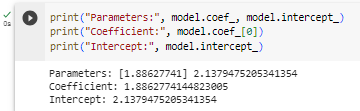 print("Parameters:", model.coef_, model.intercept_)
print("Coefficient:", model.coef_[0])
print("Intercept:", model.intercept_)
0s
Parameters: [1.88627741] 2.1379475205341354
Coefficient: 1.8862774144823005
Intercept: 2.1379475205341354